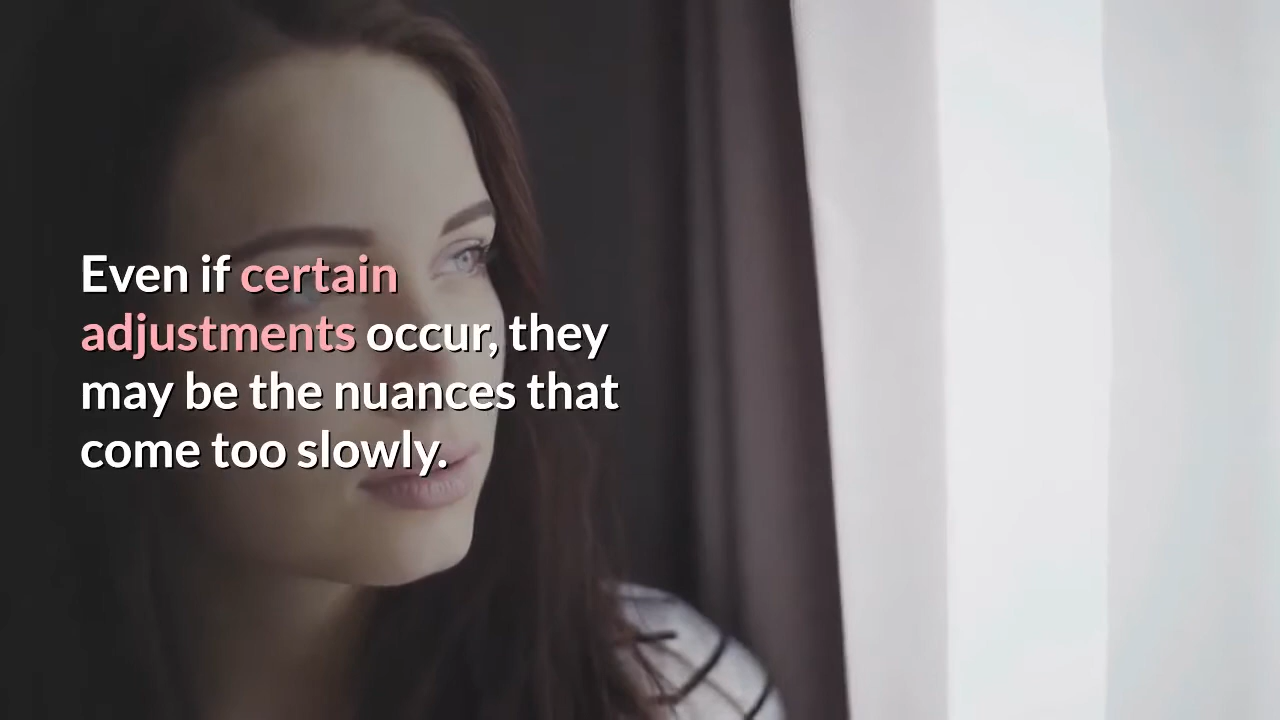 Even if certain
adjustments occur, they
may be the nuances that
come too slowly.